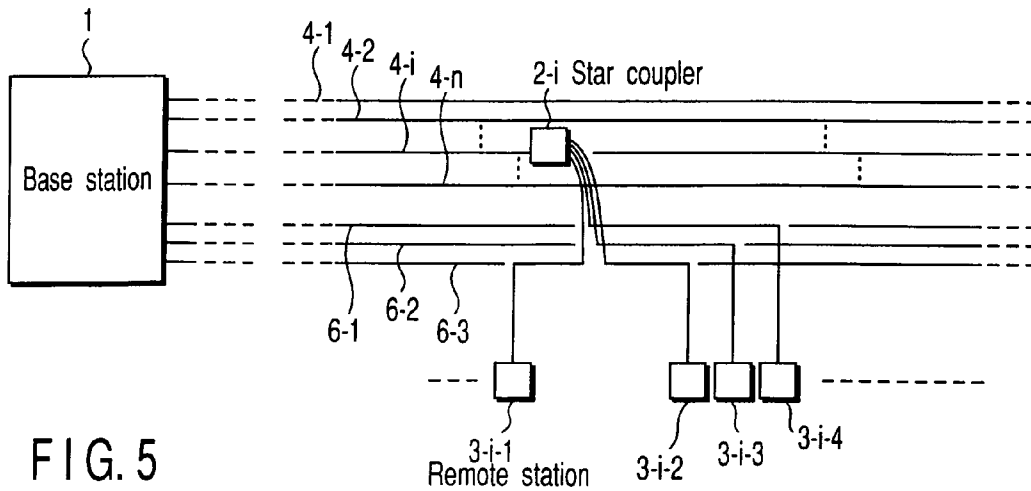 1
4-1
4-2
4-i
4-n
2-i Star coupler
Base station
6-1
6-2
6-3
3-i-1
Remote station
3-i-2
3-i-3
3-i-4
FIG. 5